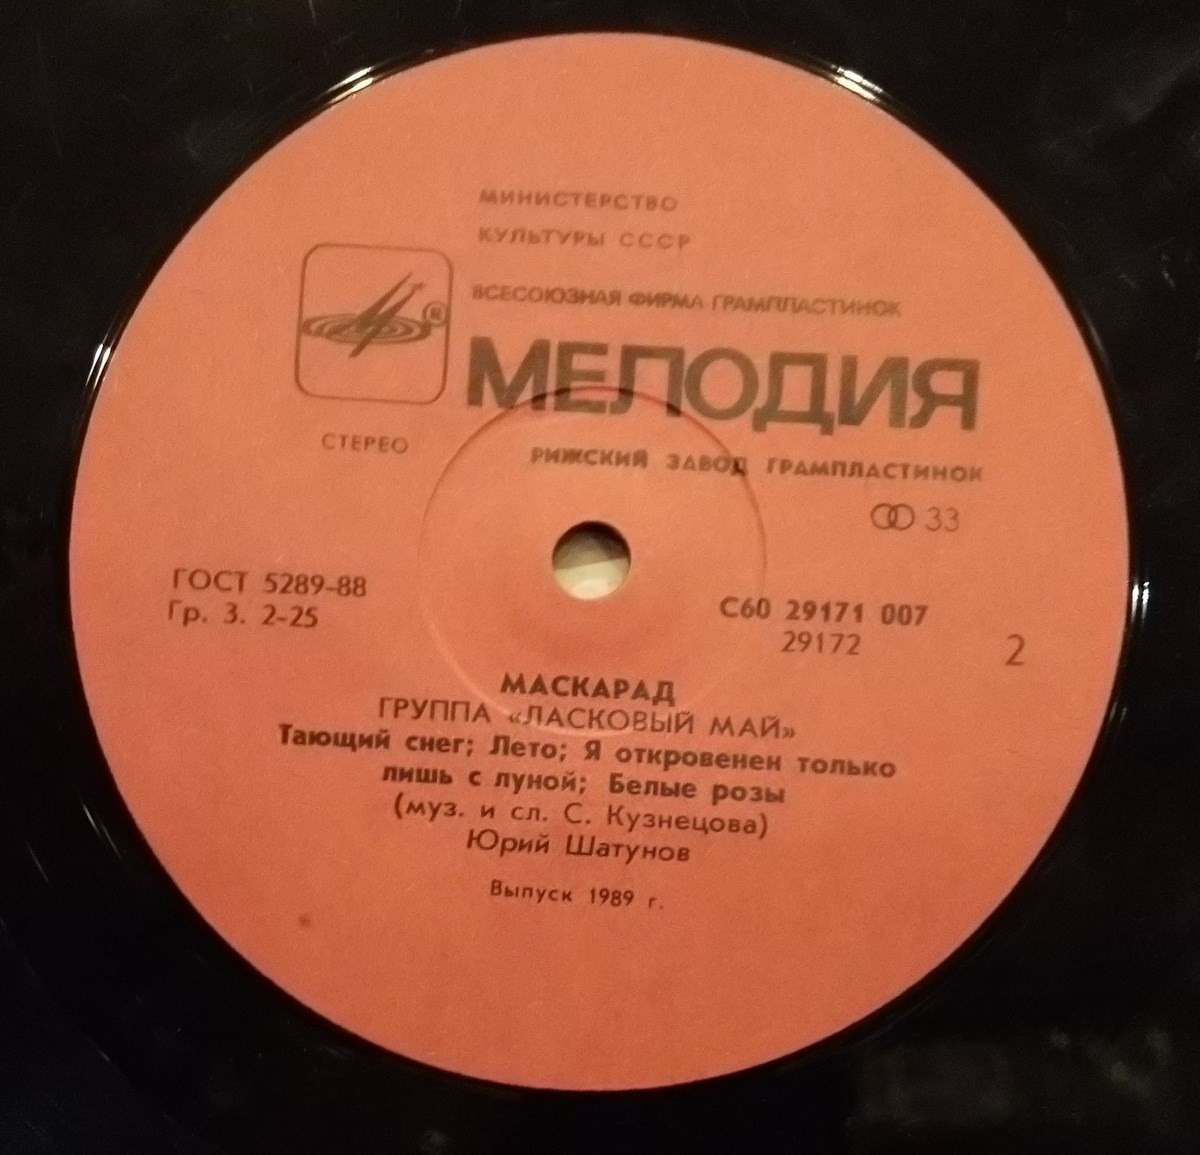 МИНИСТЕРСТВО
КУЛЬТУРЫ СССР
ВСЕСОЮЗНАЯ ФИРМА ГРАМПЛАСТИНОК
®
МЕЛОДИЯ
СТЕРЕО
РИЖСКИЙ ЗАВОД ГРАМПЛАСТИНОК
33
ГОСТ 5289-88
Гр. 3. 2-25
С60 29171 007
29172
2
МАСКАРАД
ГРУППА «ЛАСКОВЫЙ МАЙ»
Тающий снег; Лето; Я откровенен только
лишь с луной; Белые розы
(муз. и сл. С. Кузнецова)
Юрий Шатунов
Выпуск 1989 г.